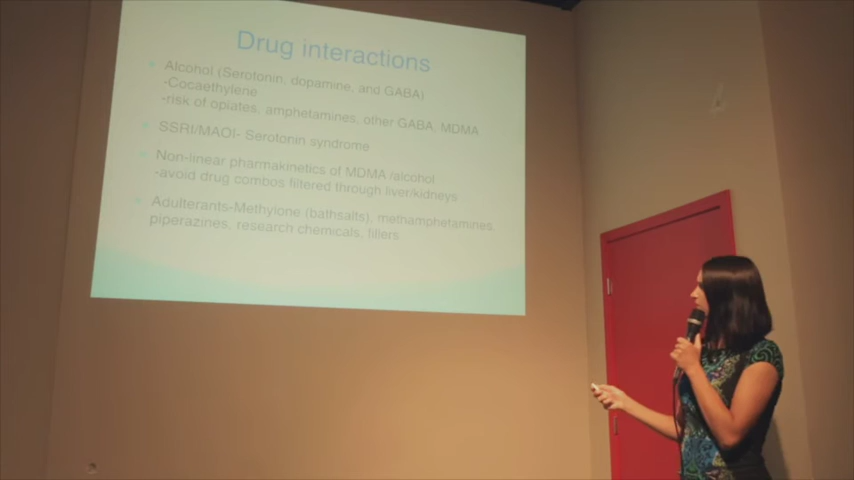 Drug interactions
Alcohol (Serotonin, dopamine, and GABA)
-Cocaethylene
-risk of opiates, amphetamines, other GABA, MDMA
SSRI/MAOI- Serotonin syndrome
Non-linear pharmakinetics of MDMA /alcohol
-avoid drug combos filtered through liver/kidneys
Adulterants-Methylone (bathsalts), methamphetamines,
piperazines, research chemicals, fillers